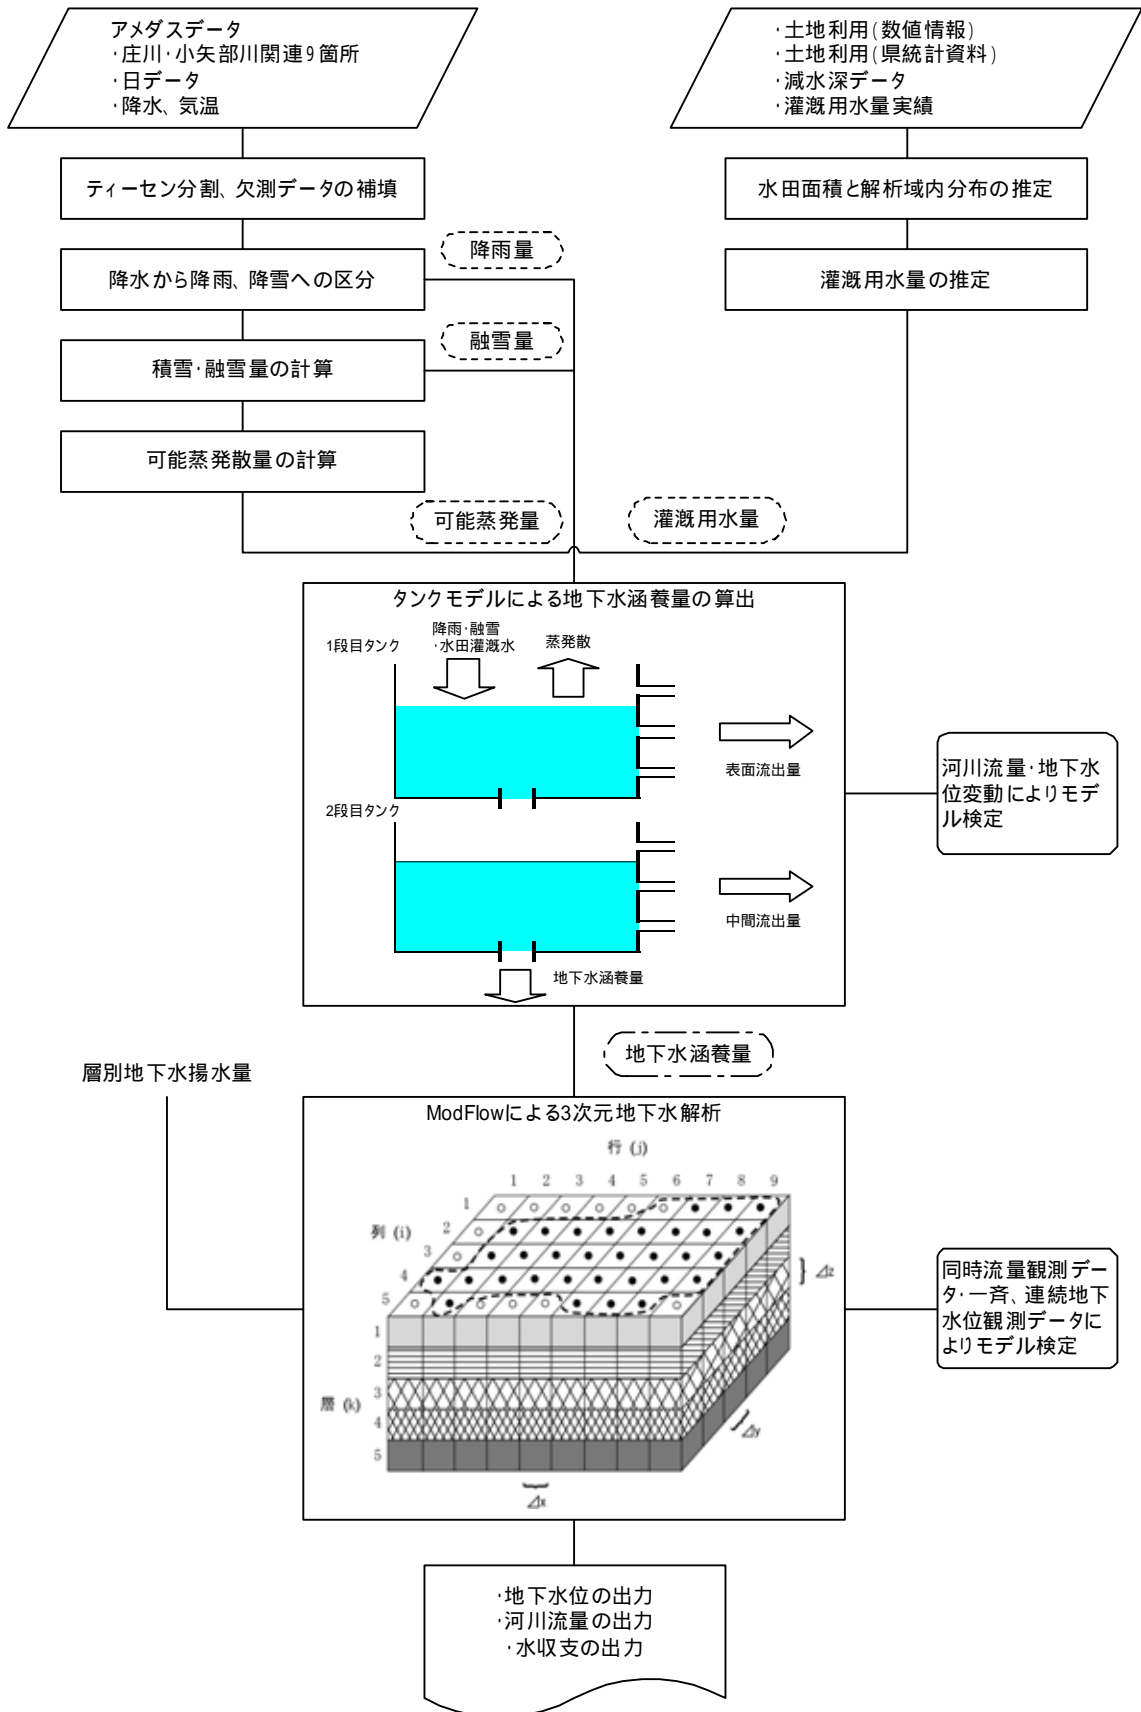 アメダスデータ
・庄川・小矢部川関連9箇所
・日データ
・降水、気温
・土地利用(数値情報)
・土地利用(県統計資料)
・減水深データ
・灌漑用水量実績
ティーセン分割、欠測データの補填
水田面積と解析域内分布の推定
降雨量
降水から降雨、降雪への区分
灌漑用水量の推定
融雪量
積雪・融雪量の計算
可能蒸発散量の計算
可能蒸発量
灌漑用水量
タンクモデルによる地下水涵養量の算出
1段目タンク
降雨・融雪
・水田灌漑水
蒸発散
表面流出量
河川流量・地下水
位変動によりモデ
ル検定
2段目タンク
中間流出量
地下水涵養量
地下水涵養量
層別地下水揚水量
ModFlowによる3次元地下水解析
行 (j)
1 2 3 4 5 6 7 8 9
列 (i)
1
2
3
4
5
⊿z
同時流量観測デー
タ・一斉、連続地下
水位観測データに
よりモデル検定
層 (k)
1
2
3
4
5
⊿y
⊿x
・地下水位の出力
・河川流量の出力
・水収支の出力